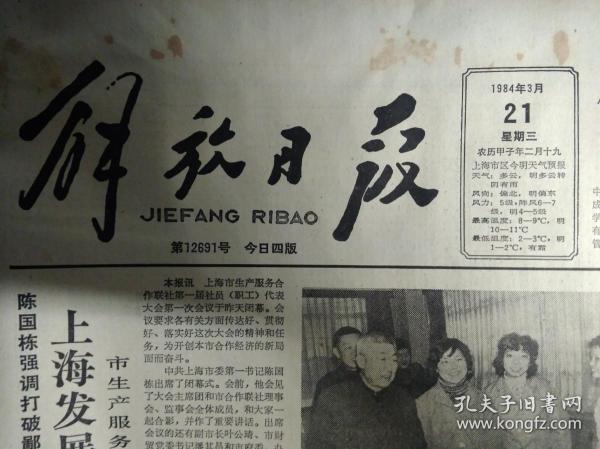 解放日报
JIEFANG RIBAO
第12691号 今日四版
1984年3月
21
星期三
农历甲子年二月十九
上海市区今明天气预报
天气：多云，明多云转
阴有雨
风向：偏北，明偏东
风力：5级，阵风6—7
级，明4—5级
最高温度：8—9℃，明
10—11℃
最低温度：2—3℃，明
1—2℃，有霜
中
成
学
有
管
陈国栋强调打破鄙
上海发展
市生产服务
本报讯 上海市生产服务合
作联社第一届社员（职工）代表
大会第一次会议于昨天闭幕。会
议要求各有关方面传达好、贯彻
好、落实好这次大会的精神和任
务，为开创本市合作经济的新局
面而奋斗。
中共上海市委第一书记陈国
栋出席了闭幕式。会前，他会见
了大会主席团和市合作联社理事
会、监事会全体成员，和大家一
起合影，并作了重要讲话。出席
会议的还有副市长叶公琦、市财
孔夫子旧书网